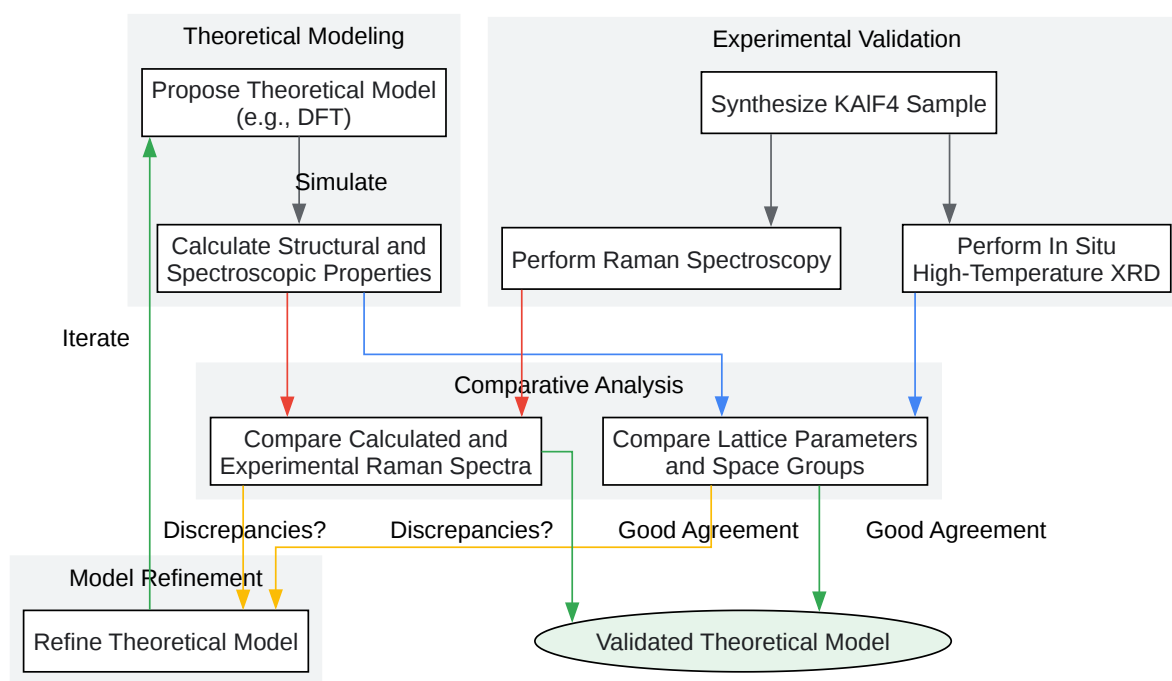 Theoretical Modeling
Propose Theoretical Model
(e.g., DFT)
Simulate
Calculate Structural and
Spectroscopic Properties
Experimental Validation
Synthesize KAlF4 Sample
Perform Raman Spectroscopy
Perform In Situ
High-Temperature XRD
Iterate
Comparative Analysis
Compare Calculated and
Experimental Raman Spectra
Compare Lattice Parameters
and Space Groups
Discrepancies?
Discrepancies?
Good Agreement
Good Agreement
Model Refinement
Refine Theoretical Model
Validated Theoretical Model